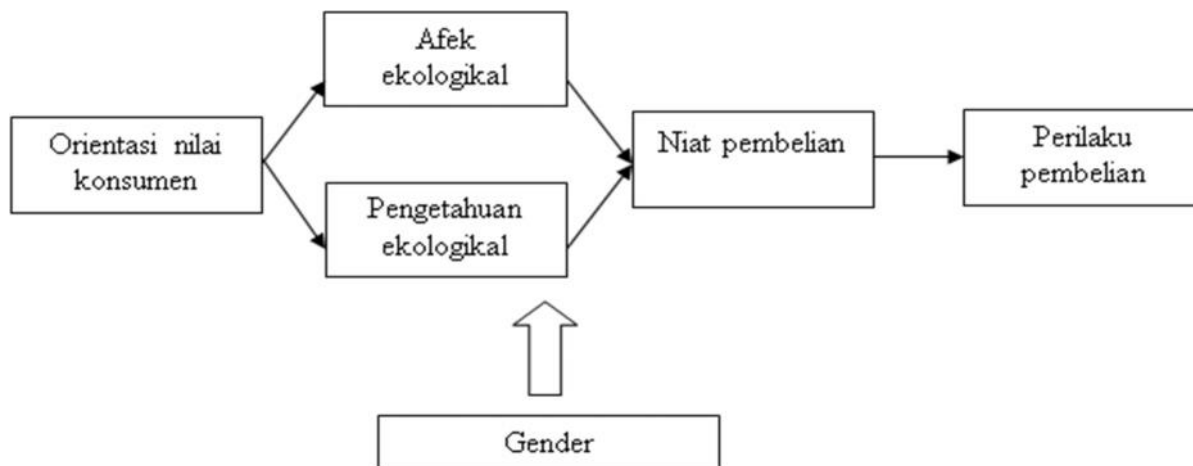 Afek
ekologikal
Orientasi nilai
konsumen
Pengetahuan
ekologikal
Niat pembelian
Perilaku
pembelian
Gender